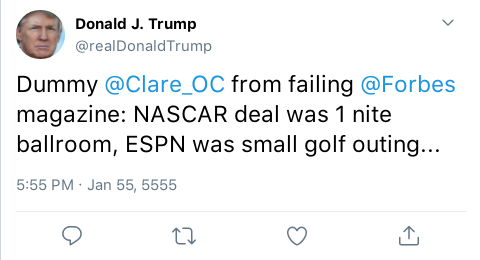 Donald J. Trump
@realDonaldTrump
Dummy @Clare_OC from failing @Forbes
magazine: NASCAR deal was 1 nite
ballroom, ESPN was small golf outing...
5:55 PM · Jan 55, 5555